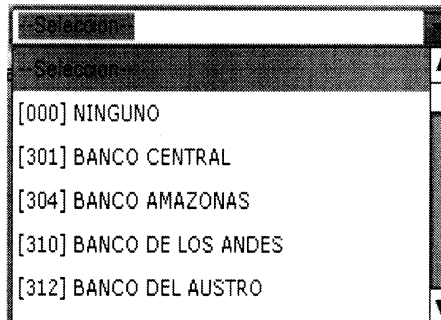 --Seleccion--
--Seleccion--
[000] NINGUNO
[301] BANCO CENTRAL
[304] BANCO AMAZONAS
[310] BANCO DE LOS ANDES
[312] BANCO DEL AUSTRO